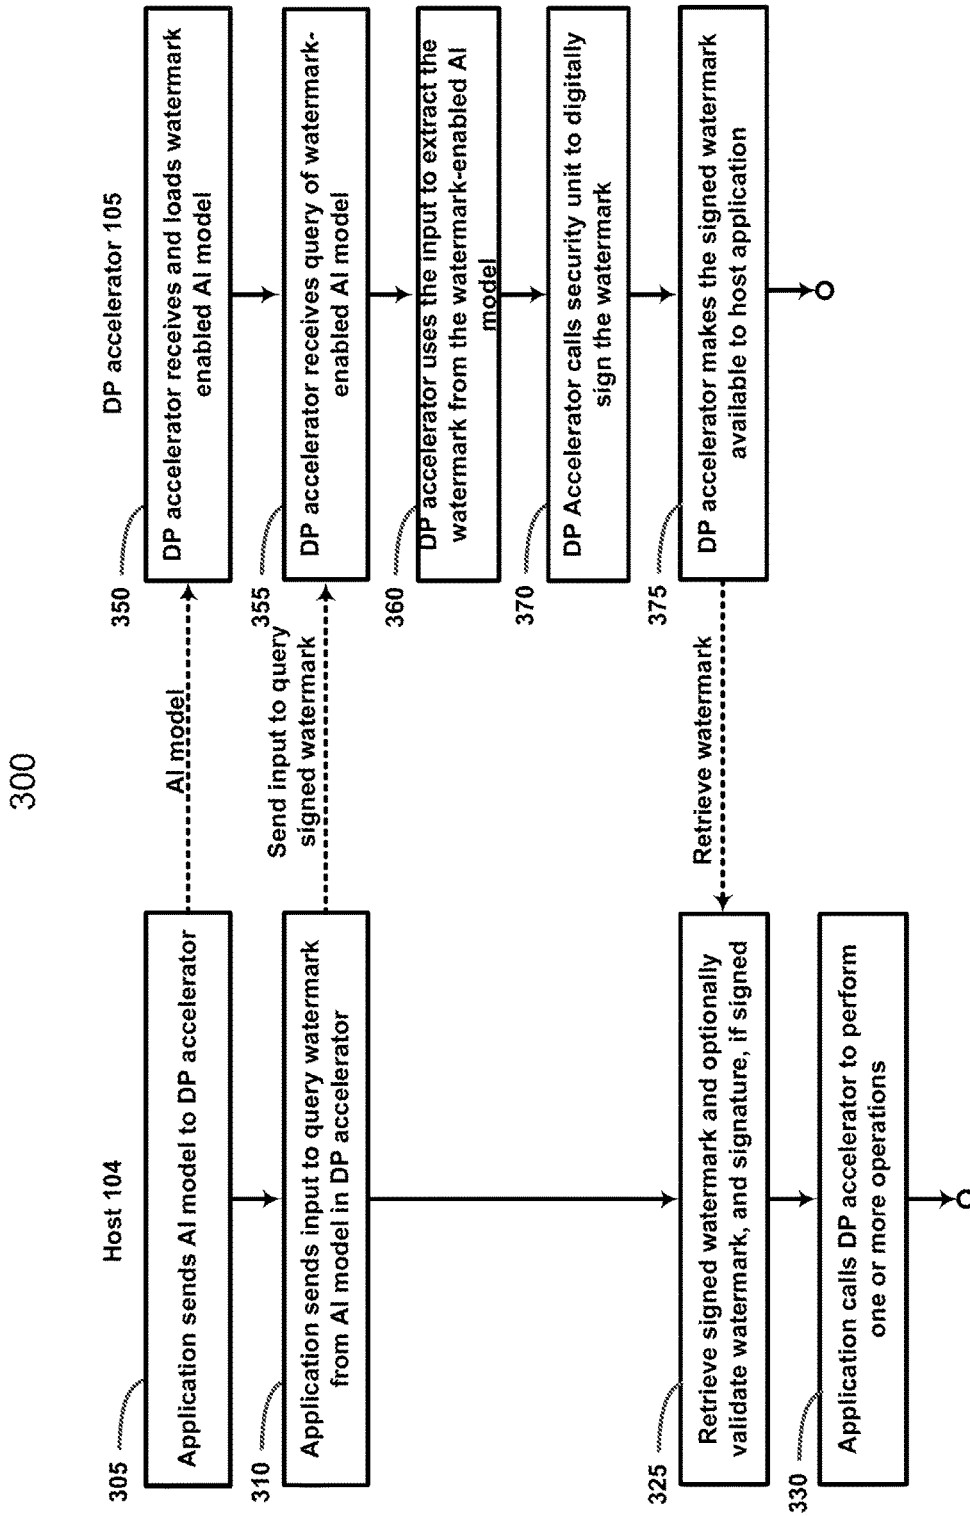 300
Host 104
DP accelerator 105
305
Application sends AI model to DP accelerator
AI model
350
DP accelerator receives and loads watermark
enabled AI model
310
Application sends input to query watermark
from AI model in DP accelerator
Send input to query
signed watermark
355
DP accelerator receives query of watermark-
enabled AI model
360
DP accelerator uses the input to extract the
watermark from the watermark-enabled AI
model
370
DP Accelerator calls security unit to digitally
sign the watermark
375
DP accelerator makes the signed watermark
available to host application
Retrieve watermark
325
Retrieve signed watermark and optionally
validate watermark, and signature, if signed
330
Application calls DP accelerator to perform
one or more operations